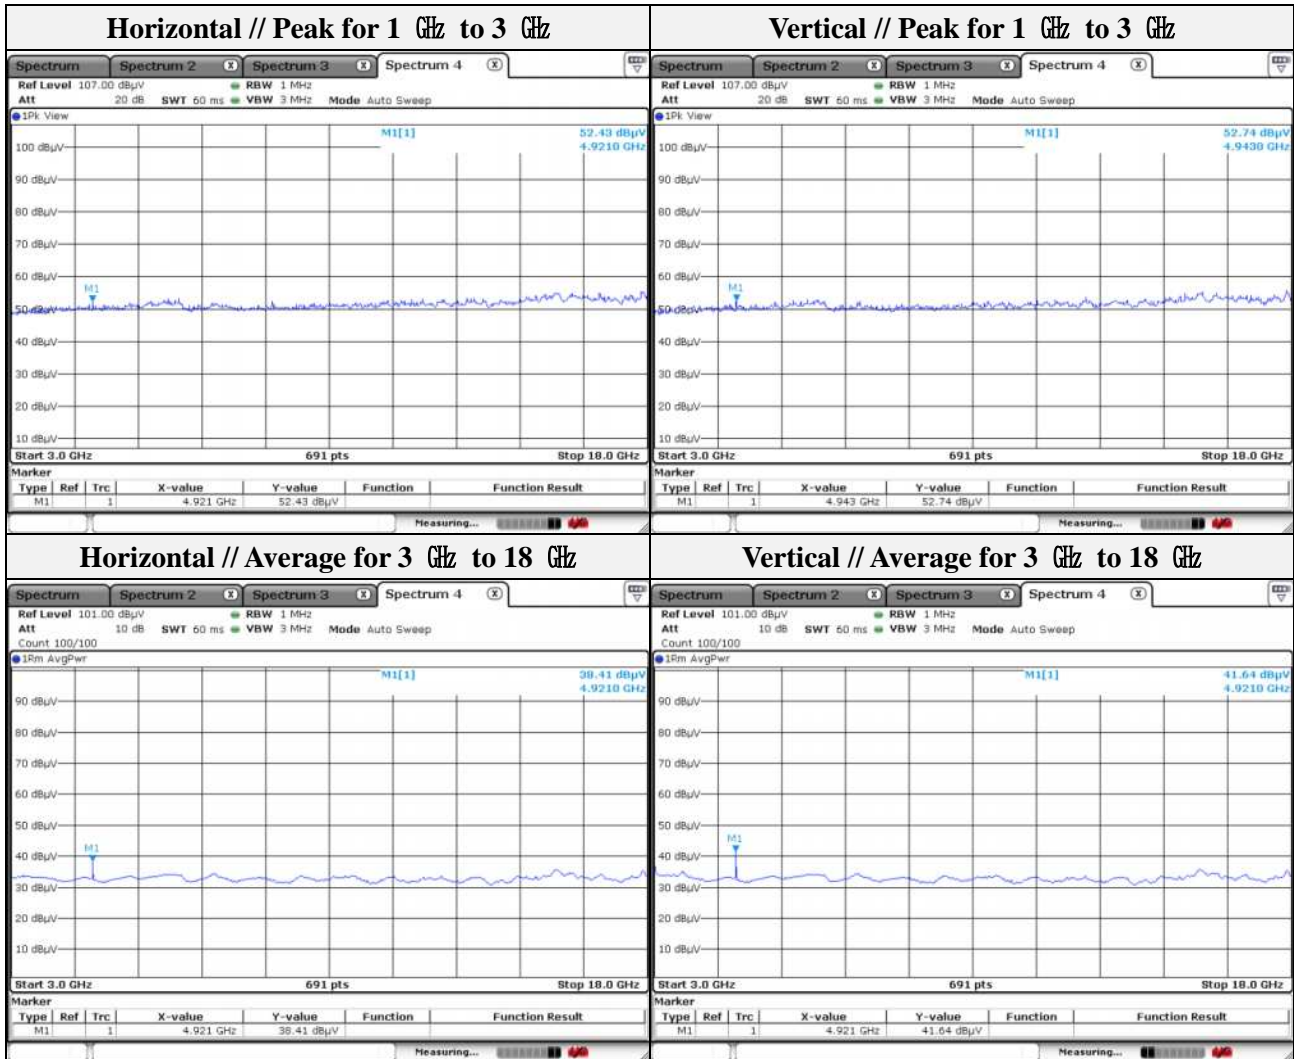 Horizontal // Peak for 1 ㎓ to 3 ㎓
Spectrum Spectrum 2 X Spectrum 3 X Spectrum 4 X
Ref Level 107.00 dBµV RBW 1 MHz
Att 20 dB SWT 60 ms VBW 3 MHz Mode Auto Sweep
1Pk View
M1[1] 52.43 dBµV
4.9210 GHz
100 dBµV
90 dBµV
80 dBµV
70 dBµV
60 dBµV
M1
50 dBµV
40 dBµV
30 dBµV
20 dBµV
10 dBµV
Start 3.0 GHz 691 pts Stop 18.0 GHz
Marker
Type Ref Trc X-value Y-value Function Function Result
M1 1 4.921 GHz 52.43 dBµV
Measuring...
Vertical // Peak for 1 ㎓ to 3 ㎓
Spectrum Spectrum 2 X Spectrum 3 X Spectrum 4 X
Ref Level 107.00 dBµV RBW 1 MHz
Att 20 dB SWT 60 ms VBW 3 MHz Mode Auto Sweep
1Pk View
M1[1] 52.74 dBµV
4.9430 GHz
100 dBµV
90 dBµV
80 dBµV
70 dBµV
60 dBµV
M1
50 dBµV
40 dBµV
30 dBµV
20 dBµV
10 dBµV
Start 3.0 GHz 691 pts Stop 18.0 GHz
Marker
Type Ref Trc X-value Y-value Function Function Result
M1 1 4.943 GHz 52.74 dBµV
Measuring...
Horizontal // Average for 3 ㎓ to 18 ㎓
Spectrum Spectrum 2 X Spectrum 3 X Spectrum 4 X
Ref Level 101.00 dBµV RBW 1 MHz
Att 10 dB SWT 60 ms VBW 3 MHz Mode Auto Sweep
Count 100/100
1Rm AvgPwr
M1[1] 38.41 dBµV
4.9210 GHz
90 dBµV
80 dBµV
70 dBµV
60 dBµV
50 dBµV
M1
40 dBµV
30 dBµV
20 dBµV
10 dBµV
Start 3.0 GHz 691 pts Stop 18.0 GHz
Marker
Type Ref Trc X-value Y-value Function Function Result
M1 1 4.921 GHz 38.41 dBµV
Measuring...
Vertical // Average for 3 ㎓ to 18 ㎓
Spectrum Spectrum 2 X Spectrum 3 X Spectrum 4 X
Ref Level 101.00 dBµV RBW 1 MHz
Att 10 dB SWT 60 ms VBW 3 MHz Mode Auto Sweep
Count 100/100
1Rm AvgPwr
M1[1] 41.64 dBµV
4.9210 GHz
90 dBµV
80 dBµV
70 dBµV
60 dBµV
50 dBµV
M1
40 dBµV
30 dBµV
20 dBµV
10 dBµV
Start 3.0 GHz 691 pts Stop 18.0 GHz
Marker
Type Ref Trc X-value Y-value Function Function Result
M1 1 4.921 GHz 41.64 dBµV
Measuring...